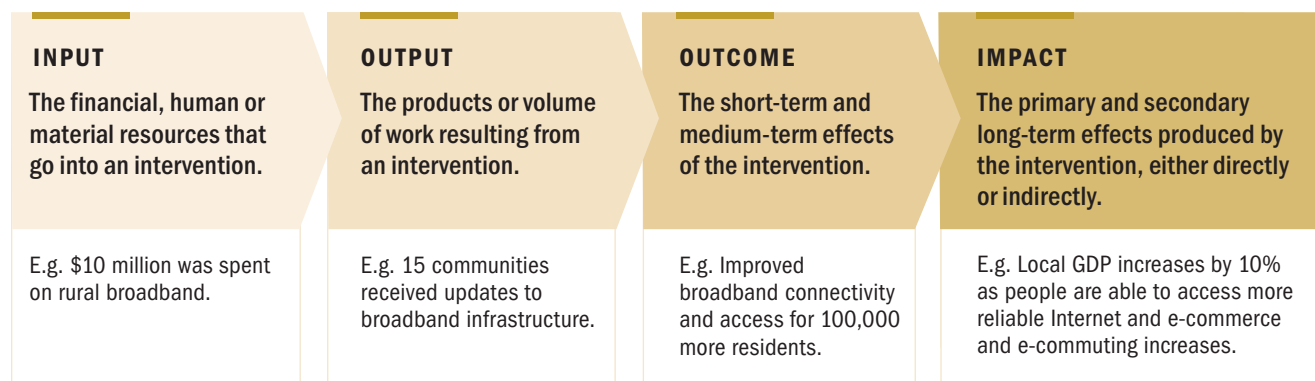 INPUT
The financial, human or
material resources that
go into an intervention.
E.g. $10 million was spent
on rural broadband.
OUTPUT
The products or volume
of work resulting from
an intervention.
E.g. 15 communities
received updates to
broadband infrastructure.
OUTCOME
The short-term and
medium-term effects
of the intervention.
E.g. Improved
broadband connectivity
and access for 100,000
more residents.
IMPACT
The primary and secondary
long-term effects produced by
the intervention, either directly
or indirectly.
E.g. Local GDP increases by 10%
as people are able to access more
reliable Internet and e-commerce
and e-commuting increases.